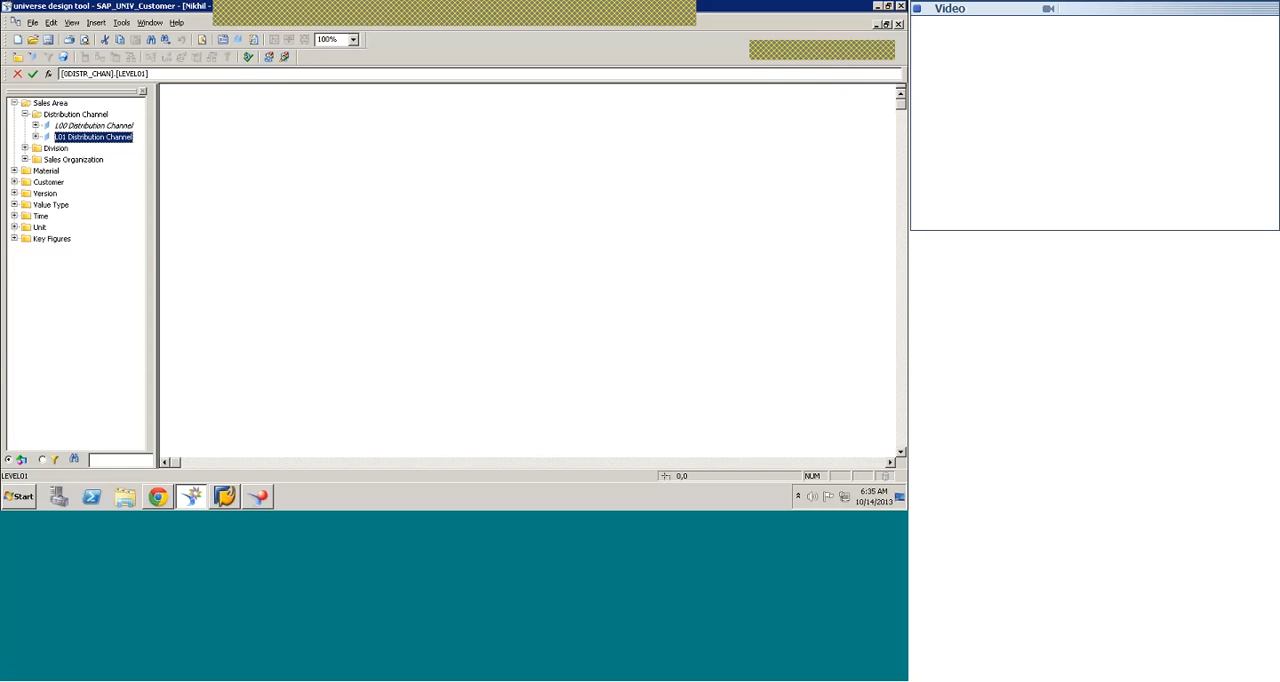 universe design tool - SAP_UNIV_Customer - [Nikhil -
Video
File Edit View Insert Tools Window Help
100%
[0DISTR_CHAN].[LEVEL01]
Sales Area
Distribution Channel
L00 Distribution Channel
L01 Distribution Channel
Division
Sales Organization
Material
Customer
Version
Value Type
Time
Unit
Key Figures
LEVEL01
0,0
NUM
Start
6:35 AM
10/14/2013